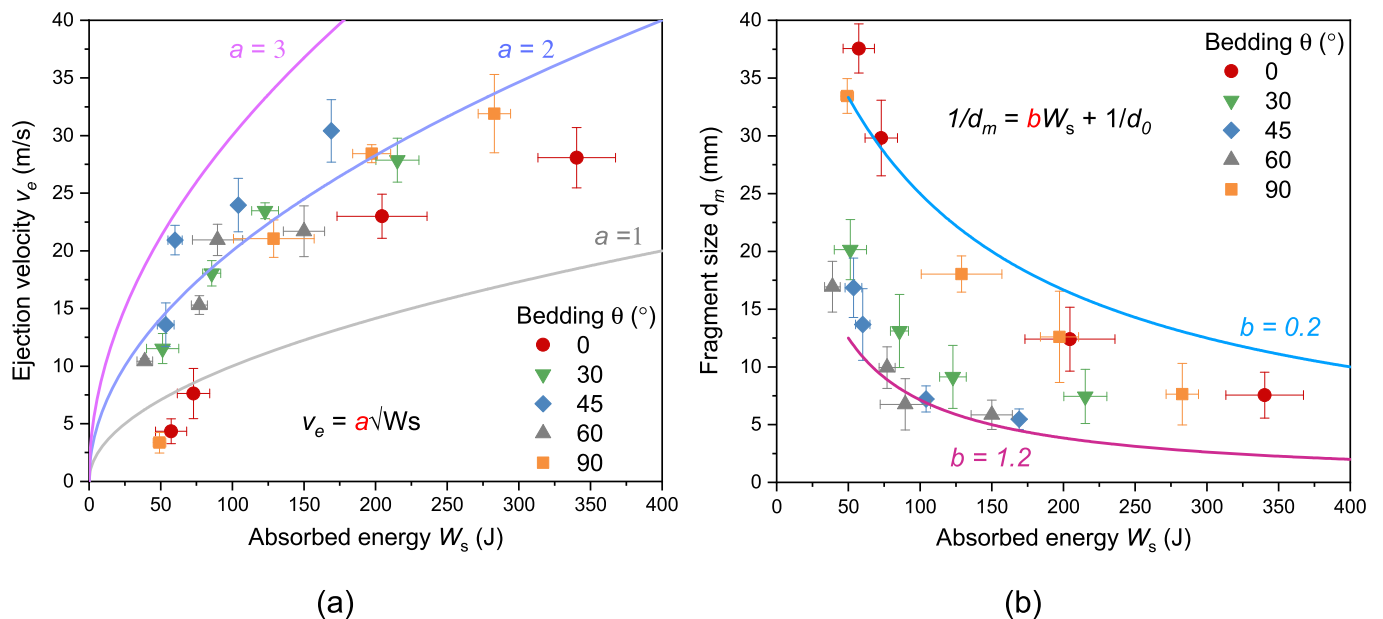 40
35
30
25
20
15
10
5
0
Ejection velocity vₑ (m/s)
a = 3
a = 2
a = 1
vₑ = a√Ws
Bedding θ (°)
0
30
45
60
90
0 50 100 150 200 250 300 350 400
Absorbed energy Wₛ (J)
(a)
40
35
30
25
20
15
10
5
0
Fragment size dₘ (mm)
Bedding θ (°)
0
30
45
60
90
1/dₘ = bWₛ + 1/d₀
b = 0.2
b = 1.2
0 50 100 150 200 250 300 350 400
Absorbed energy Wₛ (J)
(b)